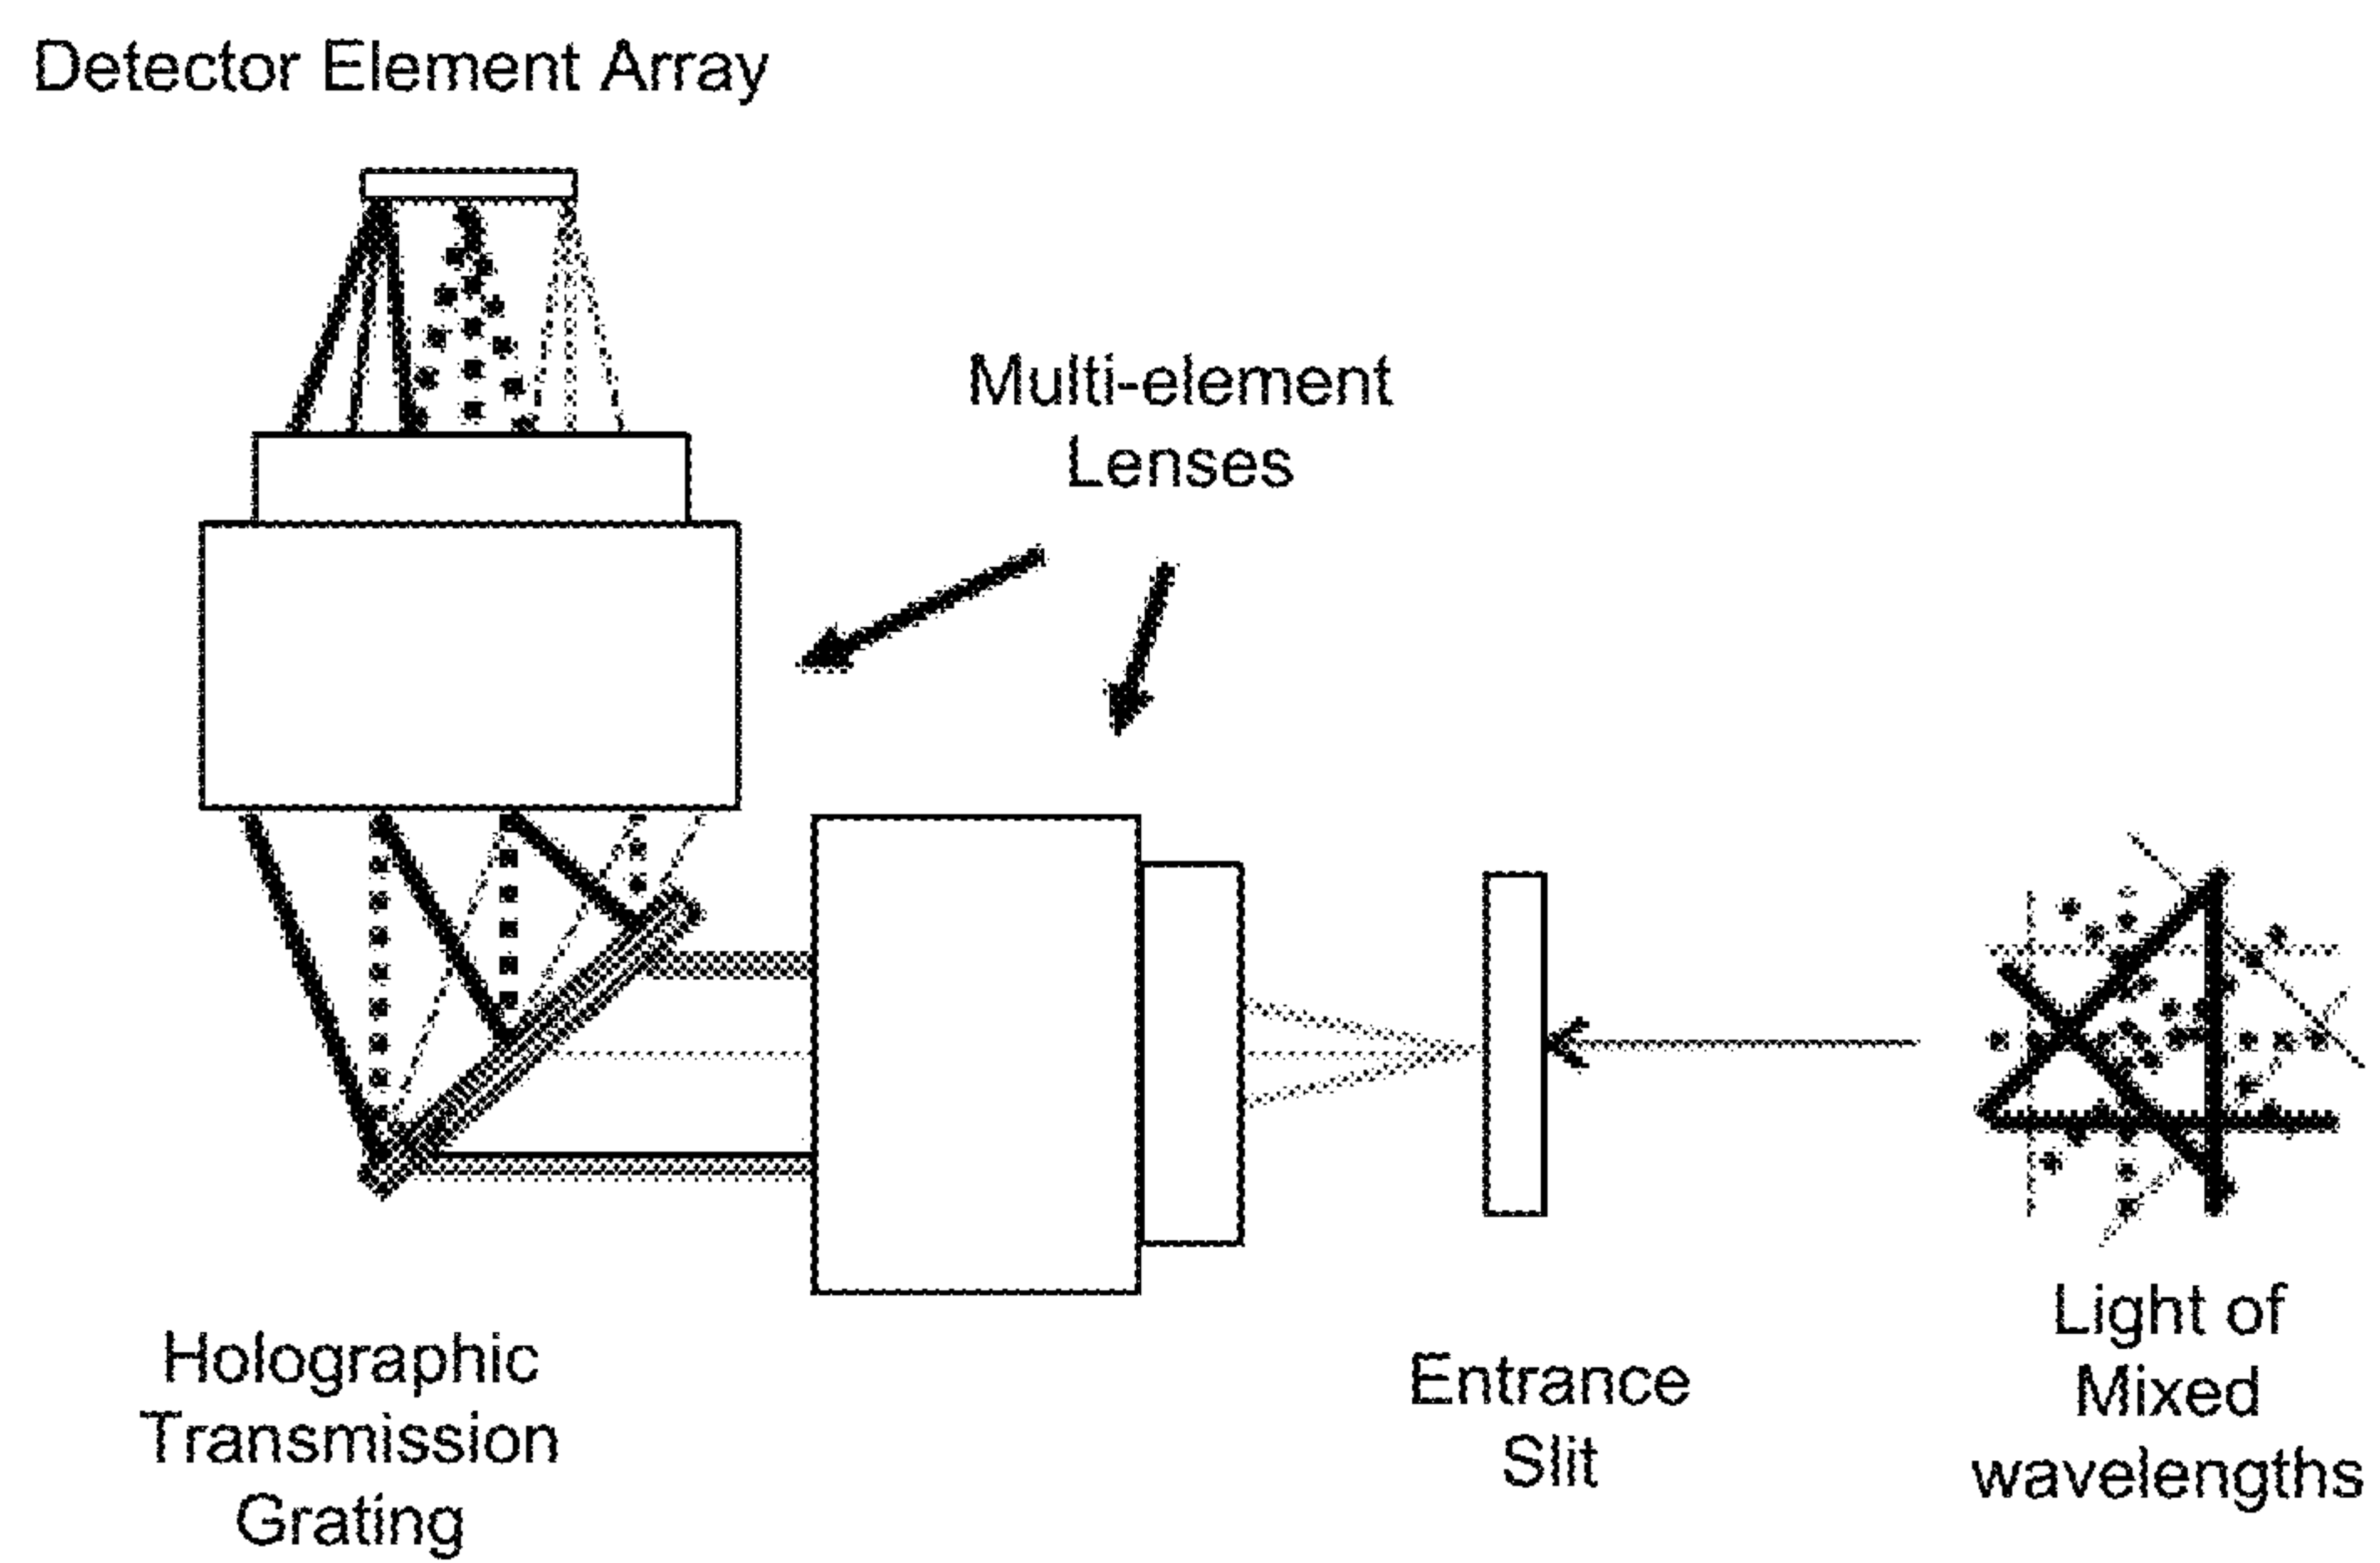 Detector Element Array
Multi-element
Lenses
Holographic
Transmission
Grating
Entrance
Slit
Light of
Mixed
wavelengths